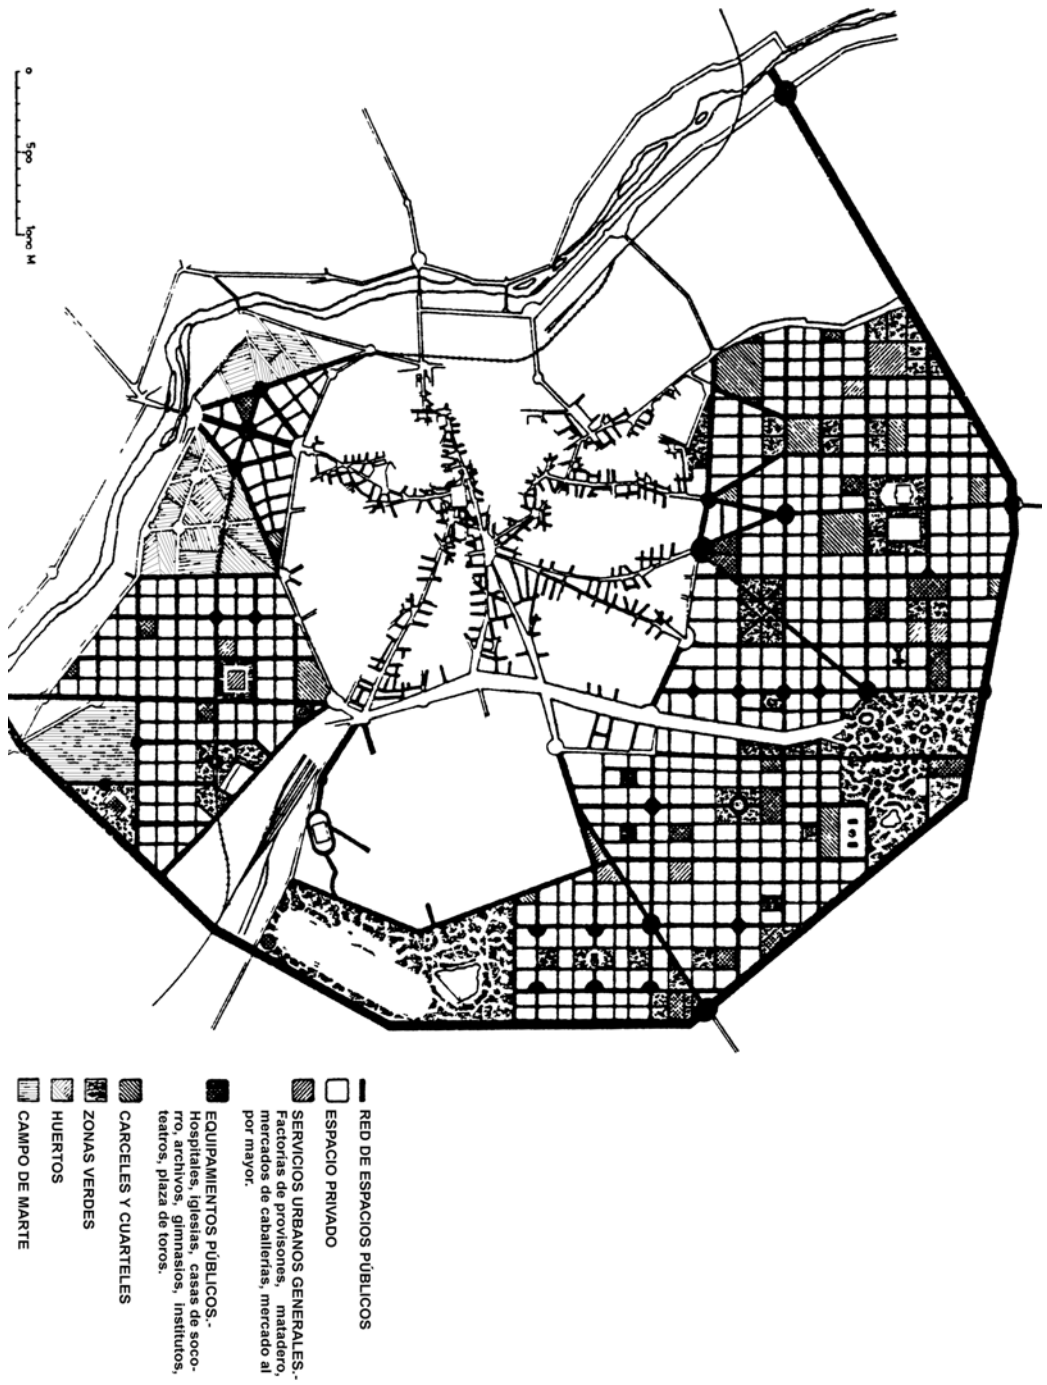 0 500 1000 M
RED DE ESPACIOS PÚBLICOS
ESPACIO PRIVADO
SERVICIOS URBANOS GENERALES.-
Factorías de provisones, matadero,
mercados de caballerías, mercado al
por mayor.
EQUIPAMIENTOS PÚBLICOS.-
Hospitales, iglesias, casas de soco-
rro, archivos, gimnasios, institutos,
teatros, plaza de toros.
CARCELES Y CUARTELES
ZONAS VERDES
HUERTOS
CAMPO DE MARTE